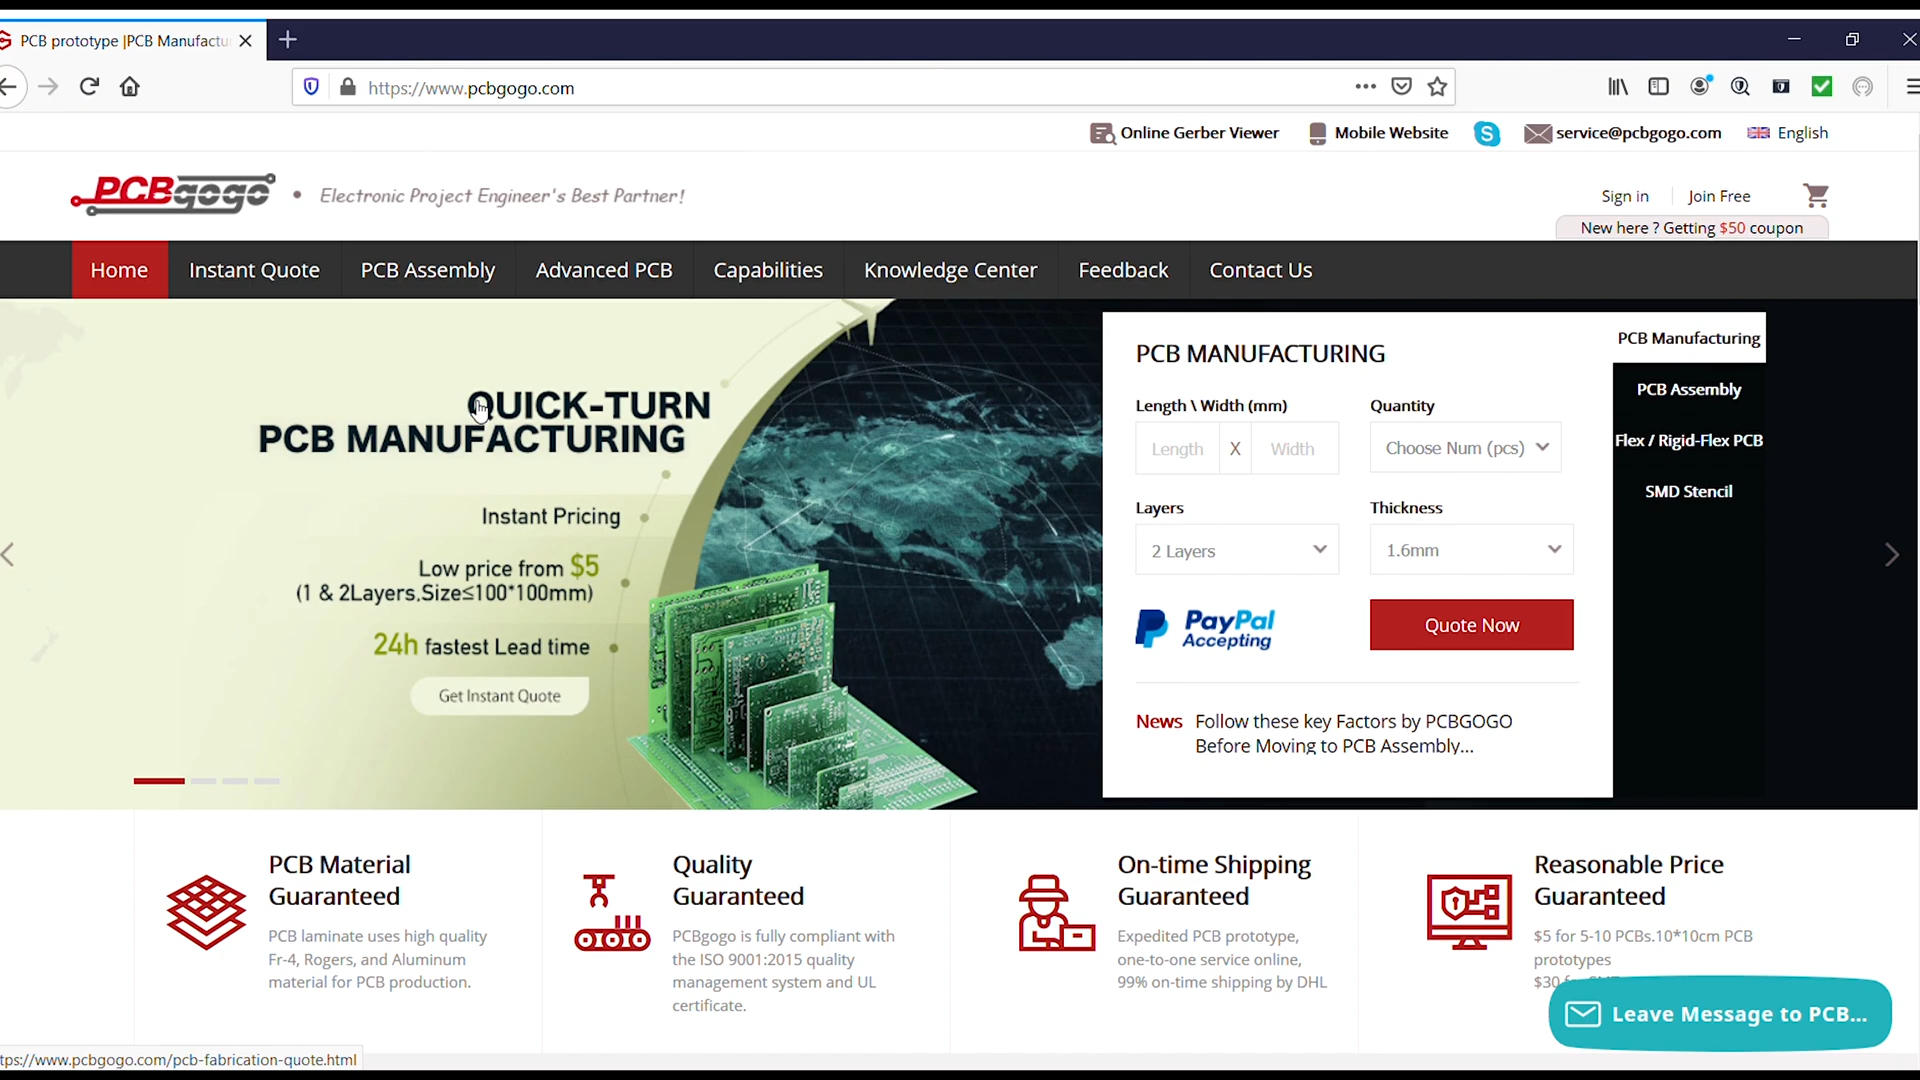 PCB prototype |PCB Manufactu
https://www.pcbgogo.com
Online Gerber Viewer
Mobile Website
service@pcbgogo.com
English
PCBgogo
• Electronic Project Engineer's Best Partner!
Sign in
Join Free
New here ? Getting $50 coupon
Home
Instant Quote
PCB Assembly
Advanced PCB
Capabilities
Knowledge Center
Feedback
Contact Us
QUICK-TURN
PCB MANUFACTURING
Instant Pricing
Low price from $5
(1 & 2Layers,Size≤100*100mm)
24h fastest Lead time
Get Instant Quote
PCB MANUFACTURING
Length \ Width (mm)
Quantity
Length X Width
Choose Num (pcs)
Layers
Thickness
2 Layers
1.6mm
PayPal
Accepting
Quote Now
News Follow these key Factors by PCBGOGO
Before Moving to PCB Assembly...
PCB Manufacturing
PCB Assembly
Flex / Rigid-Flex PCB
SMD Stencil
PCB Material
Guaranteed
PCB laminate uses high quality
Fr-4, Rogers, and Aluminum
material for PCB production.
Quality
Guaranteed
PCBgogo is fully compliant with
the ISO 9001:2015 quality
management system and UL
certificate.
On-time Shipping
Guaranteed
Expedited PCB prototype,
one-to-one service online,
99% on-time shipping by DHL
Reasonable Price
Guaranteed
$5 for 5-10 PCBs.10*10cm PCB
prototypes
$30
Leave Message to PCB...
tps://www.pcbgogo.com/pcb-fabrication-quote.html